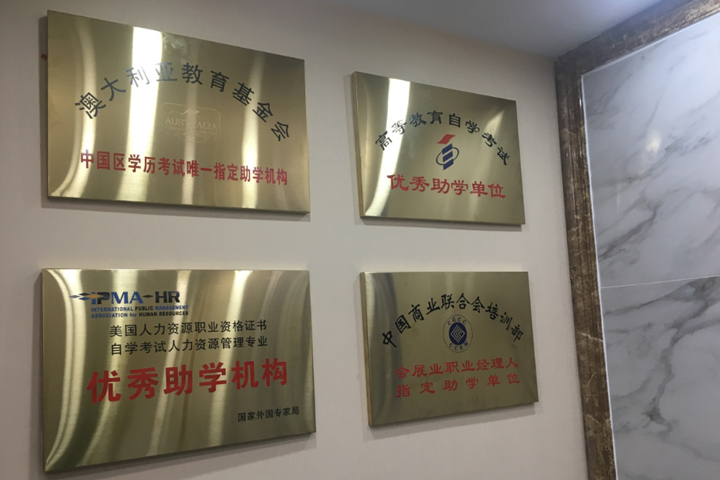 澳大利亚教育基金会
AUSTRALIA
中国区学历考试唯一指定助学机构
高等教育自学考试
优秀助学单位
IPMA-HR
INTERNATIONAL PUBLIC MANAGEMENT
ASSOCIATION for HUMAN RESOURCES
美国人力资源职业资格证书
自学考试人力资源管理专业
优秀助学机构
国家外国专家局
中国商业联合会培训部
会展业职业经理人
指定助学单位